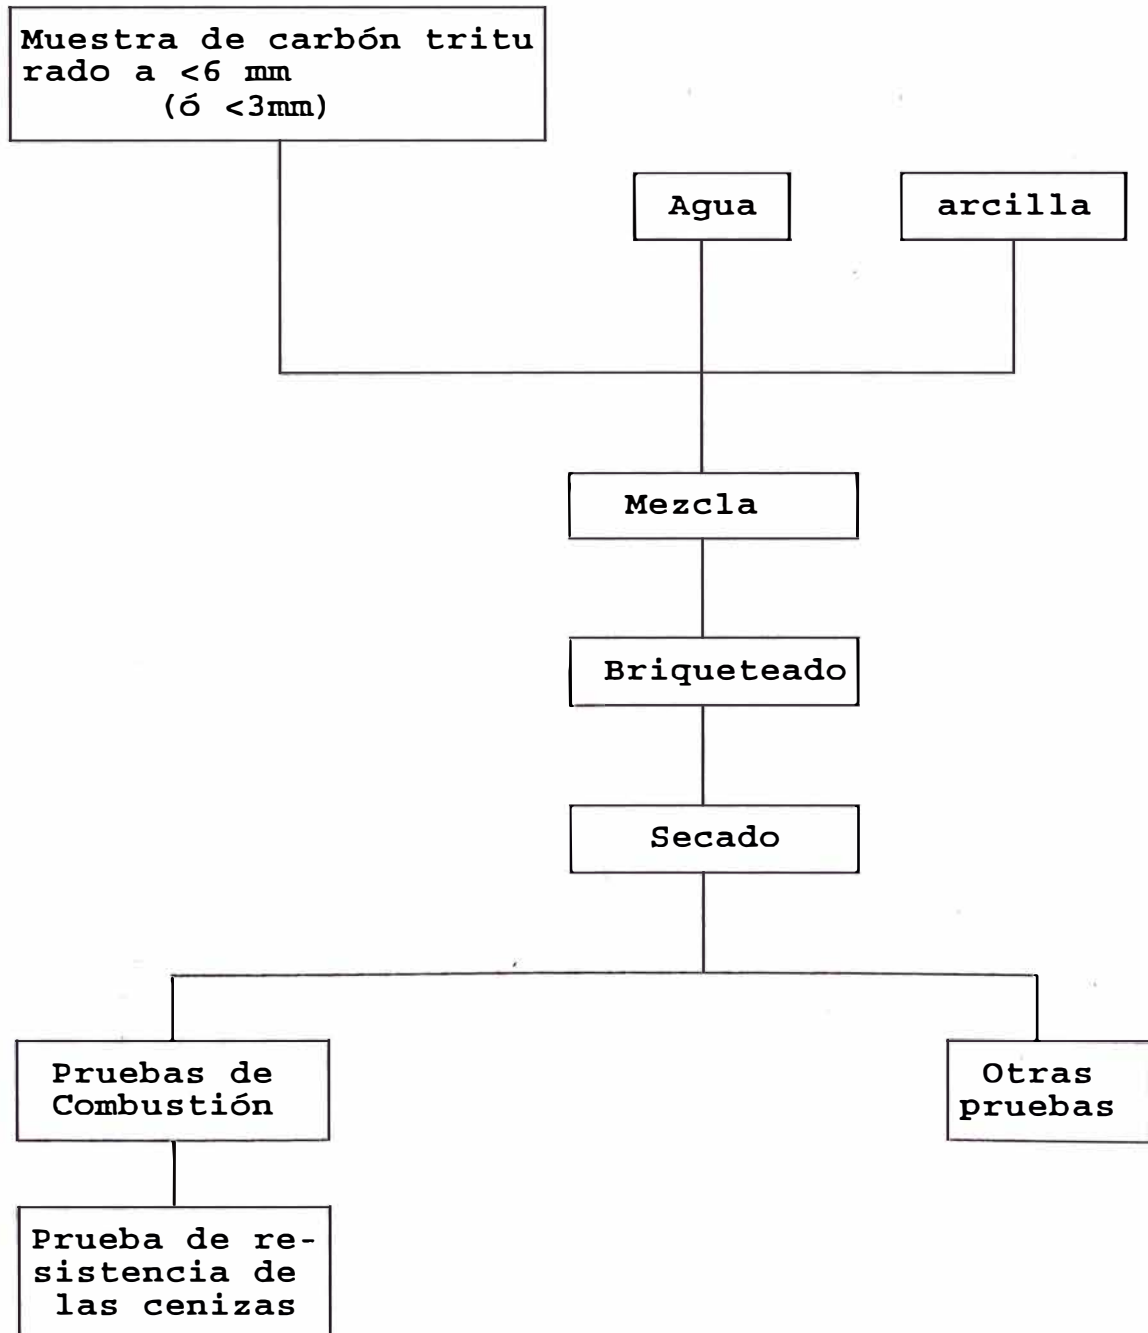 Muestra de carbón tritu
rado a <6 mm
(ó <3mm)
Agua
arcilla
Mezcla
Briqueteado
Secado
Pruebas de
Combustión
Otras
pruebas
Prueba de re-
sistencia de
las cenizas